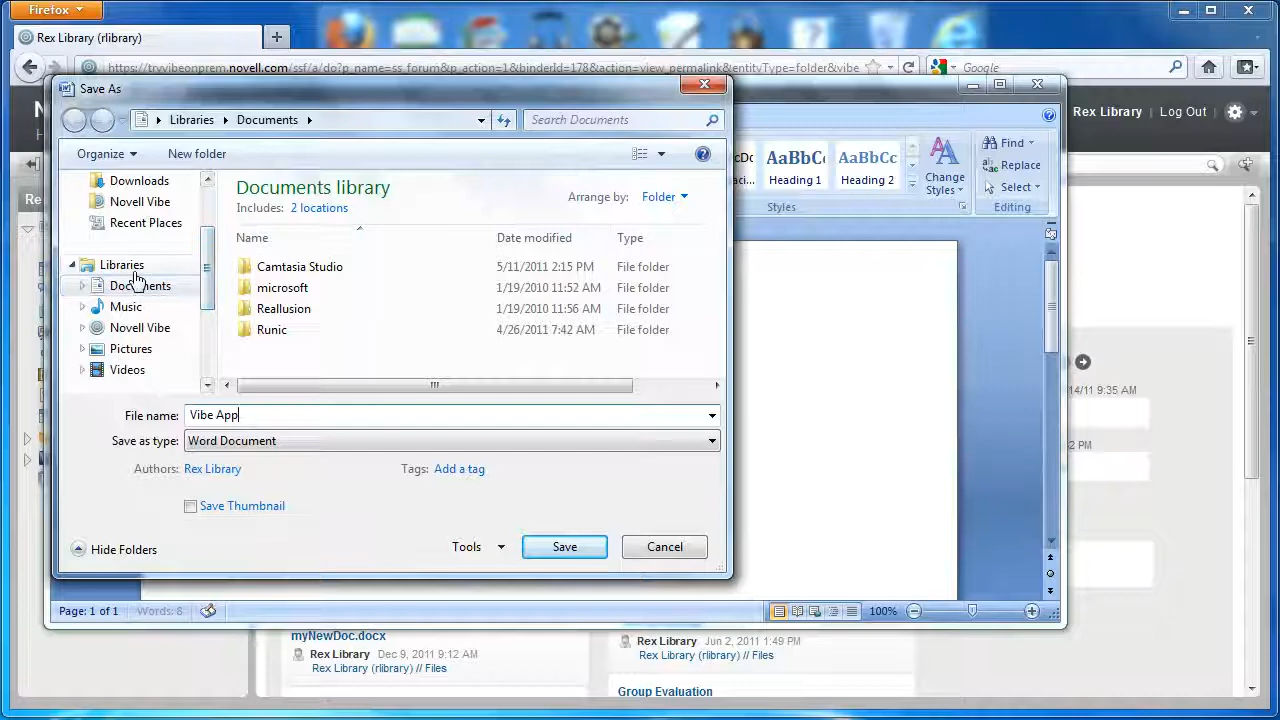 Firefox
Rex Library (rlibrary)
https://tryvibeonprem.novell.com/ssf/a/do?p_name=ss_forum&p_action=1&binderId=178&action=view_permalink&entityType=folder&vibe
Google
Save As
Libraries Documents
Search Documents
Rex Library | Log Out
Organize New folder
Downloads
Novell Vibe
Recent Places
Libraries
Documents
Music
Novell Vibe
Pictures
Videos
Documents library
Includes: 2 locations
Arrange by: Folder
Name Date modified Type
Camtasia Studio 5/11/2011 2:15 PM File folder
microsoft 1/19/2010 11:52 AM File folder
Reallusion 1/19/2010 11:56 AM File folder
Runic 4/26/2011 7:42 AM File folder
File name: Vibe App
Save as type: Word Document
Authors: Rex Library Tags: Add a tag
Save Thumbnail
Hide Folders Tools Save Cancel
AaBbCc AaBbCc
Heading 1 Heading 2
Change
Styles
Find
Replace
Select
Styles Editing
14/11 9:35 AM
Page: 1 of 1 Words: 8 100%
myNewDoc.docx
Rex Library Dec 9, 2011 9:12 AM
Rex Library (rlibrary) // Files
Rex Library Jun 2, 2011 1:49 PM
Rex Library (rlibrary) // Files
Group Evaluation